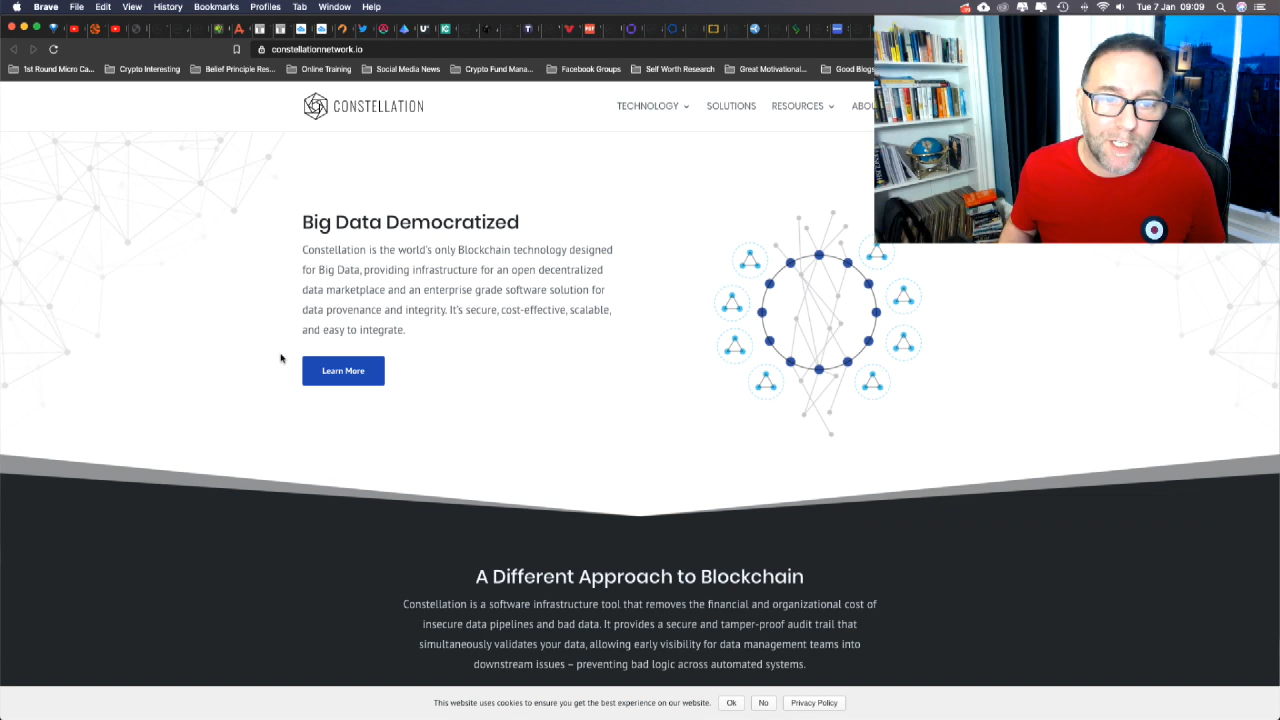 Brave File Edit View History Bookmarks Profiles Tab Window Help
Tue 7 Jan 09:09
constellationnetwork.io
1st Round Micro Ca... Crypto Interesting Belief Principle Res... Online Training Social Media News Crypto Fund Mana... Facebook Groups Self Worth Research Great Motivational... Good Blogs
CONSTELLATION
TECHNOLOGY SOLUTIONS RESOURCES ABOU
Big Data Democratized
Constellation is the world's only Blockchain technology designed
for Big Data, providing infrastructure for an open decentralized
data marketplace and an enterprise grade software solution for
data provenance and integrity. It's secure, cost-effective, scalable,
and easy to integrate.
Learn More
A Different Approach to Blockchain
Constellation is a software infrastructure tool that removes the financial and organizational cost of
insecure data pipelines and bad data. It provides a secure and tamper-proof audit trail that
simultaneously validates your data, allowing early visibility for data management teams into
downstream issues – preventing bad logic across automated systems.
This website uses cookies to ensure you get the best experience on our website. Ok No Privacy Policy